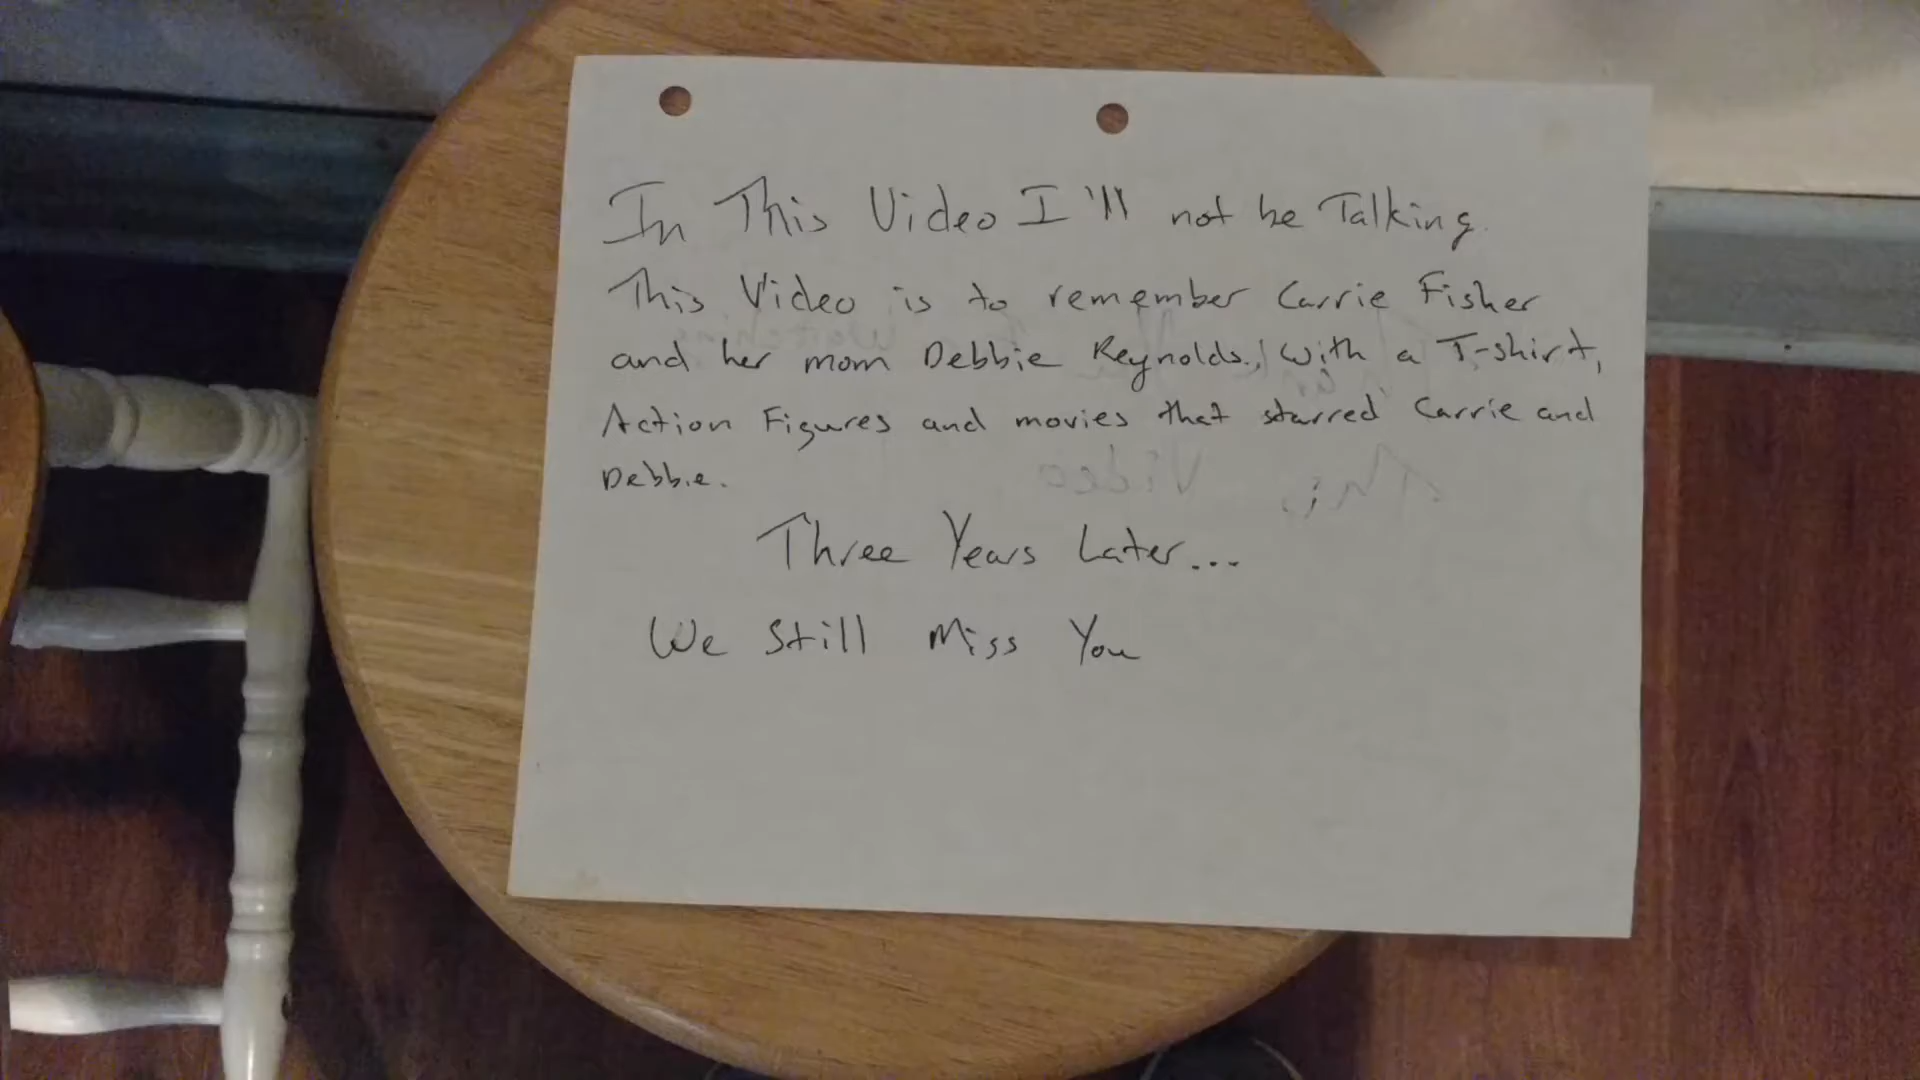 In This Video I'll not be Talking.
This Video is to remember Carrie Fisher
and her mom Debbie Reynolds, with a T-shirt,
Action Figures and movies that starred Carrie and
Debbie.
Three Years Later...
We Still Miss You